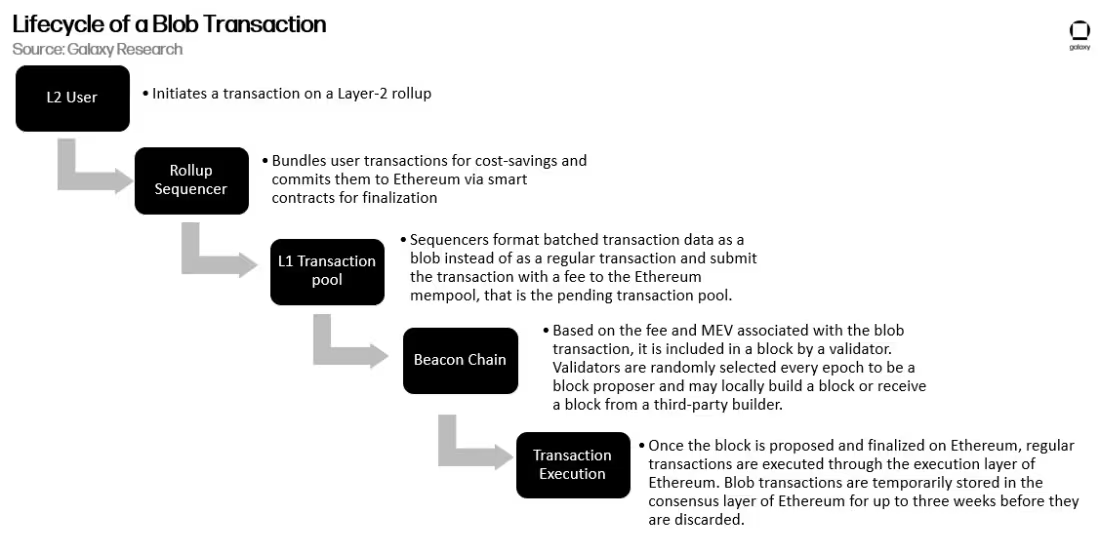 Lifecycle of a Blob Transaction
Source: Galaxy Research
galaxy
L2 User
• Initiates a transaction on a Layer-2 rollup
Rollup
Sequencer
• Bundles user transactions for cost-savings and
commits them to Ethereum via smart
contracts for finalization
L1 Transaction
pool
• Sequencers format batched transaction data as a
blob instead of as a regular transaction and submit
the transaction with a fee to the Ethereum
mempool, that is the pending transaction pool.
Beacon Chain
• Based on the fee and MEV associated with the blob
transaction, it is included in a block by a validator.
Validators are randomly selected every epoch to be a
block proposer and may locally build a block or receive
a block from a third-party builder.
Transaction
Execution
• Once the block is proposed and finalized on Ethereum, regular
transactions are executed through the execution layer of
Ethereum. Blob transactions are temporarily stored in the
consensus layer of Ethereum for up to three weeks before they
are discarded.